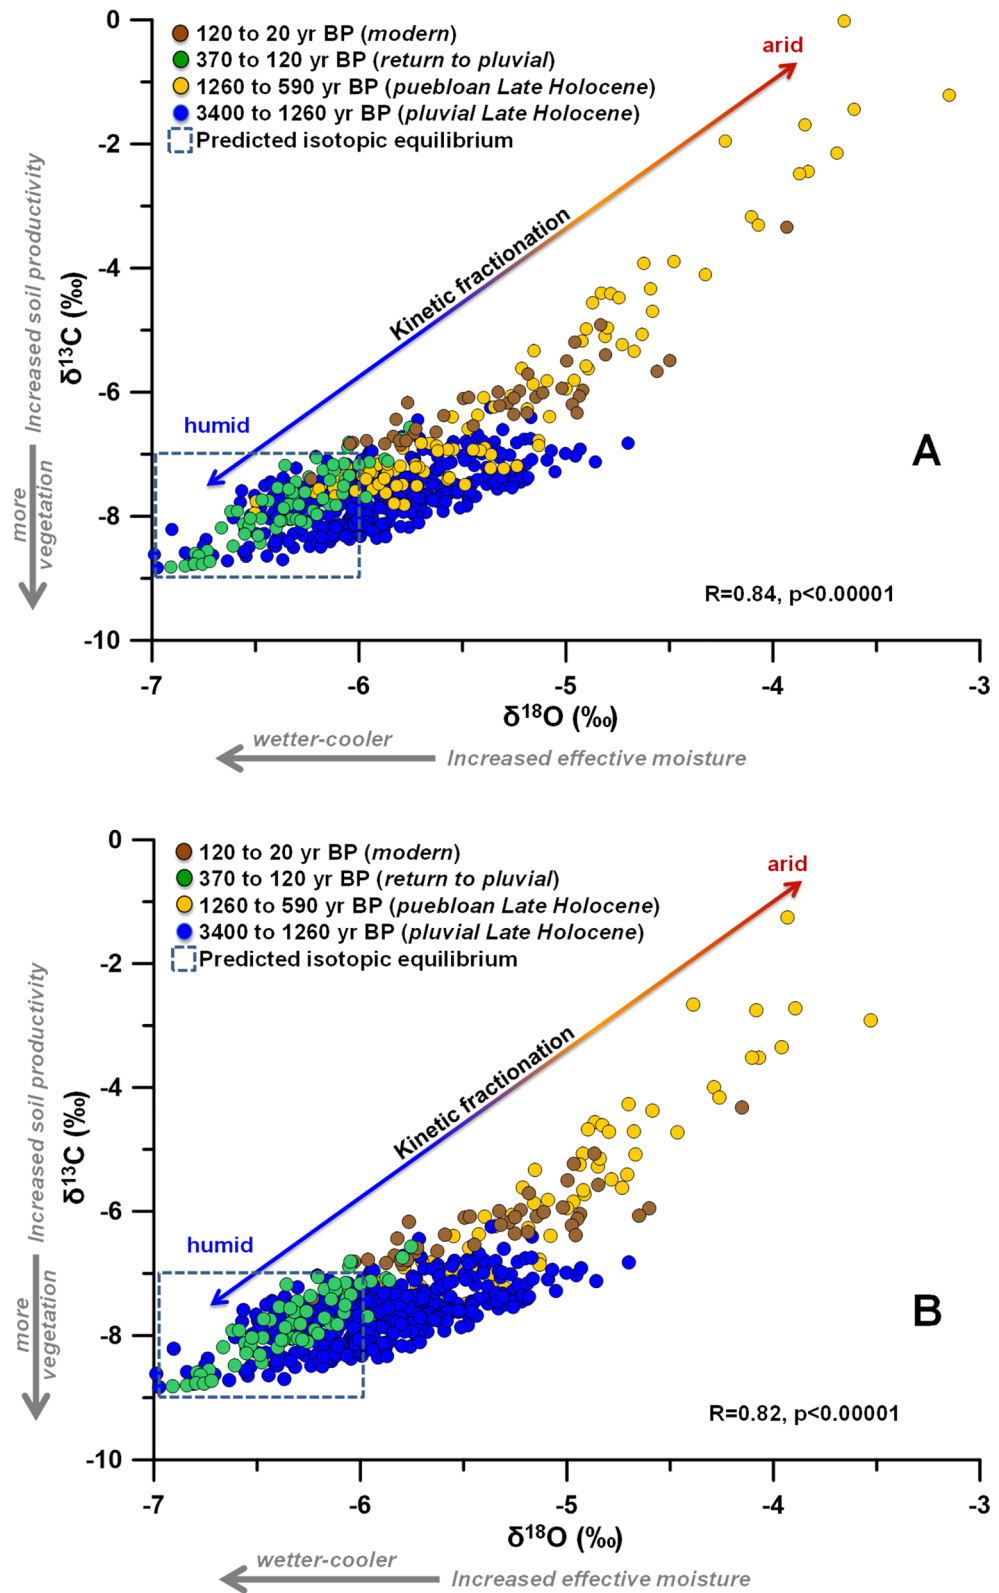 0
120 to 20 yr BP (modern)
370 to 120 yr BP (return to pluvial)
1260 to 590 yr BP (puebloan Late Holocene)
3400 to 1260 yr BP (pluvial Late Holocene)
Predicted isotopic equilibrium
arid
-2
Kinetic fractionation
-4
δ13C (‰)
Increased soil productivity
more
vegetation
-6
humid
A
-8
R=0.84, p<0.00001
-10
-7
-6
-5
-4
-3
δ18O (‰)
wetter-cooler
Increased effective moisture
0
120 to 20 yr BP (modern)
370 to 120 yr BP (return to pluvial)
1260 to 590 yr BP (puebloan Late Holocene)
3400 to 1260 yr BP (pluvial Late Holocene)
Predicted isotopic equilibrium
arid
-2
Kinetic fractionation
-4
δ13C (‰)
Increased soil productivity
more
vegetation
-6
humid
B
-8
R=0.82, p<0.00001
-10
-7
-6
-5
-4
-3
δ18O (‰)
wetter-cooler
Increased effective moisture